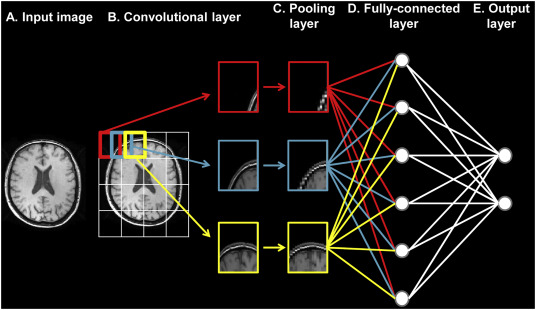 A. Input image
B. Convolutional layer
C. Pooling
layer
D. Fully-connected
layer
E. Output
layer